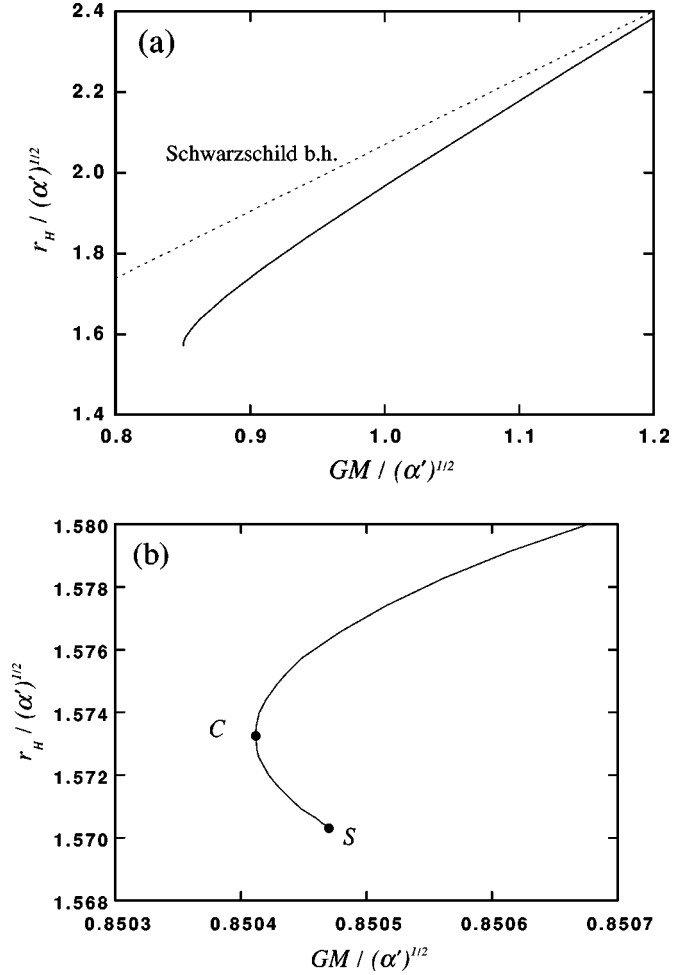 (a)
2.4
2.2
2.0
1.8
1.6
1.4
r_H / (α')^{1/2}
Schwarzschild b.h.
0.8 0.9 1.0 1.1 1.2
GM / (α')^{1/2}
(b)
1.580
1.578
1.576
1.574
1.572
1.570
1.568
r_H / (α')^{1/2}
C
S
0.8503 0.8504 0.8505 0.8506 0.8507
GM / (α')^{1/2}